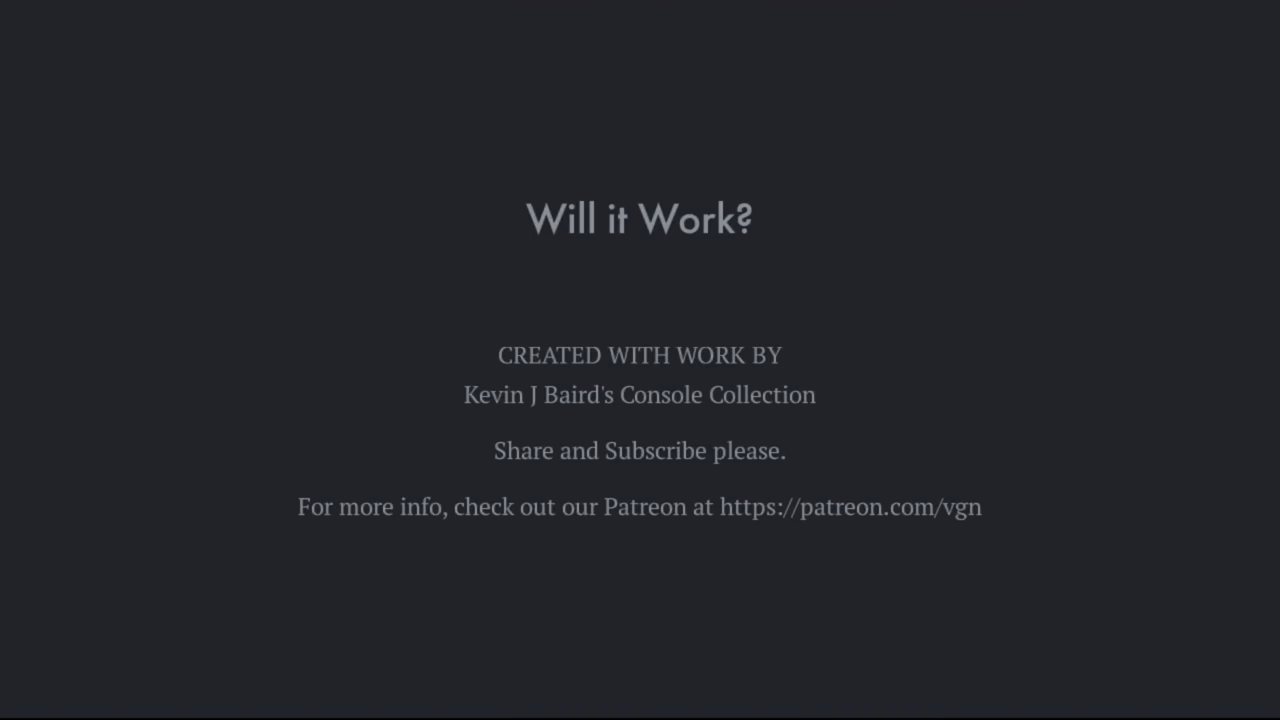 Will it Work?
CREATED WITH WORK BY
Kevin J Baird's Console Collection
Share and Subscribe please.
For more info, check out our Patreon at https://patreon.com/vgn